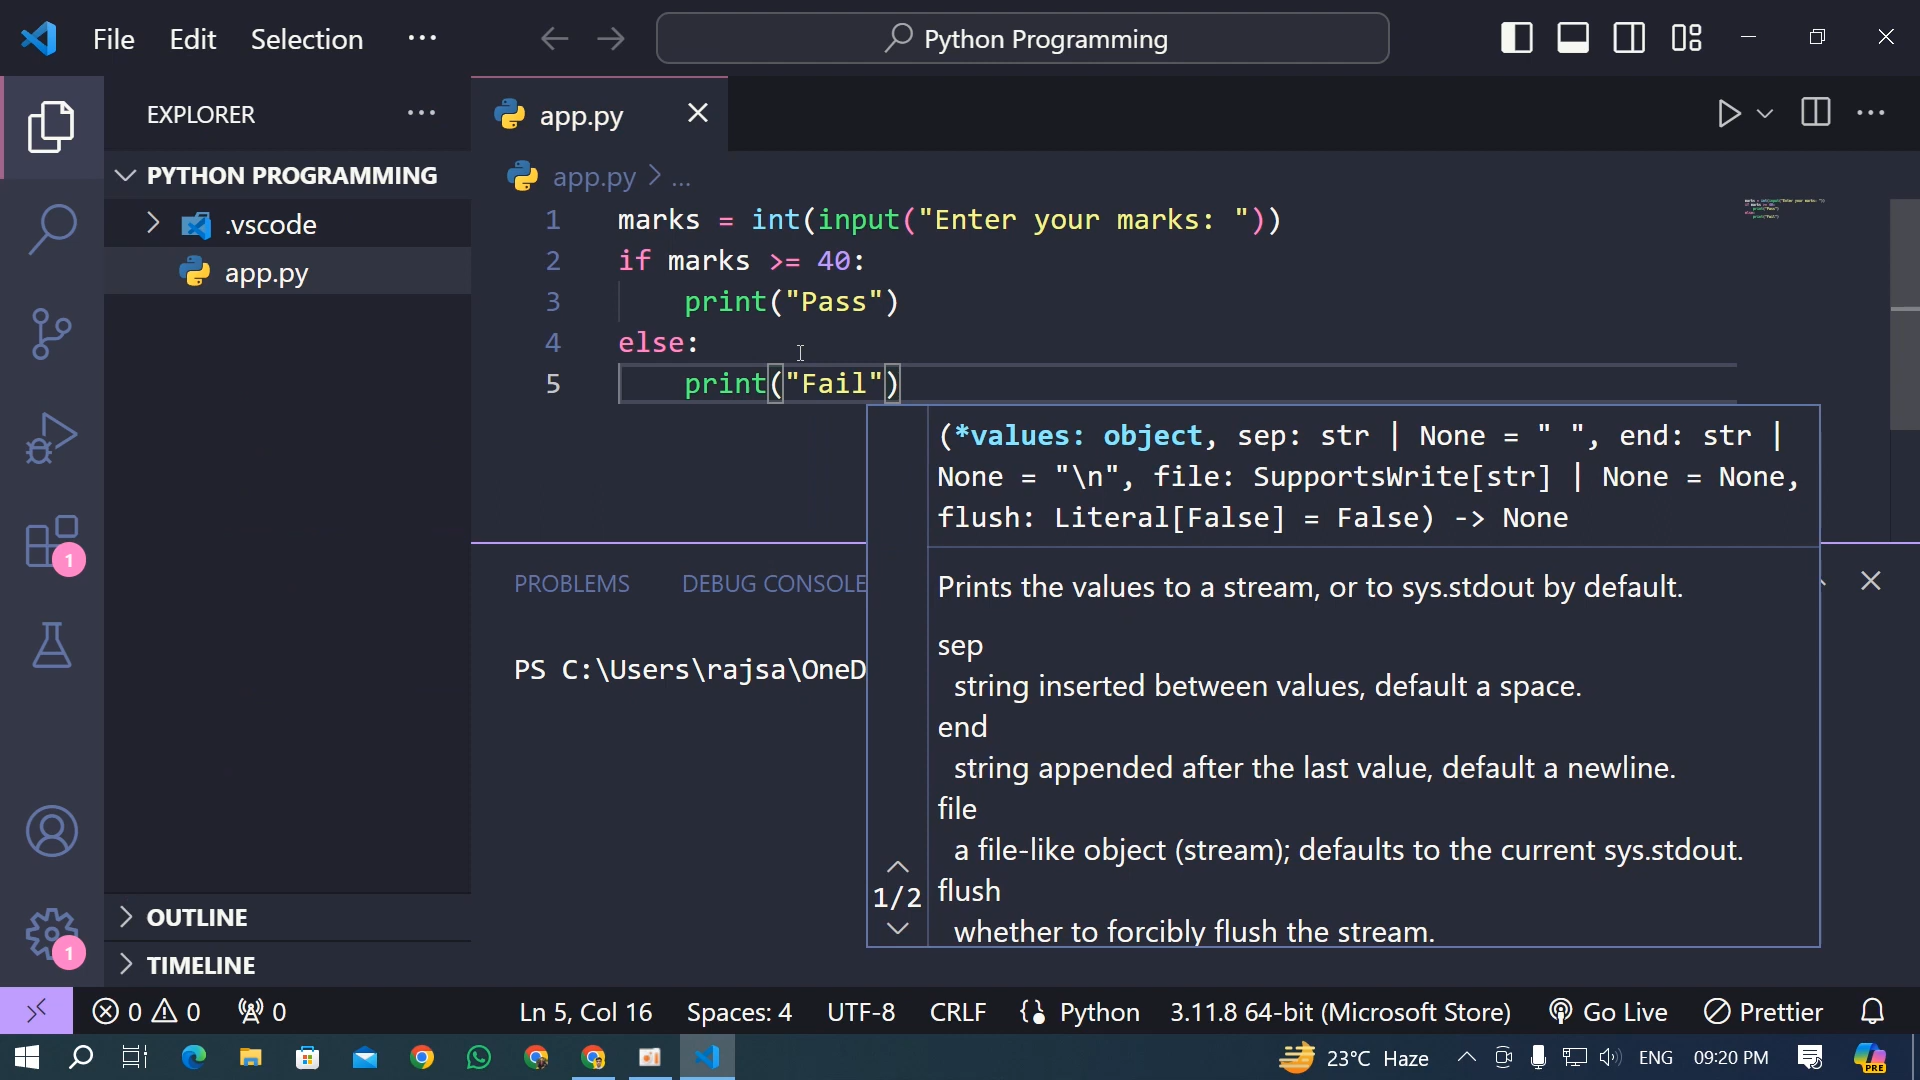 File Edit Selection ···
Python Programming
EXPLORER ···
app.py
PYTHON PROGRAMMING
.vscode
app.py
app.py > ...
1 marks = int(input("Enter your marks: "))
2 if marks >= 40:
3 print("Pass")
4 else:
5 print("Fail")
(*values: object, sep: str | None = " ", end: str |
None = "\n", file: SupportsWrite[str] | None = None,
flush: Literal[False] = False) -> None
Prints the values to a stream, or to sys.stdout by default.
sep
string inserted between values, default a space.
end
string appended after the last value, default a newline.
file
a file-like object (stream); defaults to the current sys.stdout.
flush
whether to forcibly flush the stream.
1/2
PROBLEMS DEBUG CONSOLE
PS C:\Users\rajsa\OneD
1
OUTLINE
1
TIMELINE
0 0 0 Ln 5, Col 16 Spaces: 4 UTF-8 CRLF Python 3.11.8 64-bit (Microsoft Store) Go Live Prettier
23°C Haze ENG 09:20 PM PRE